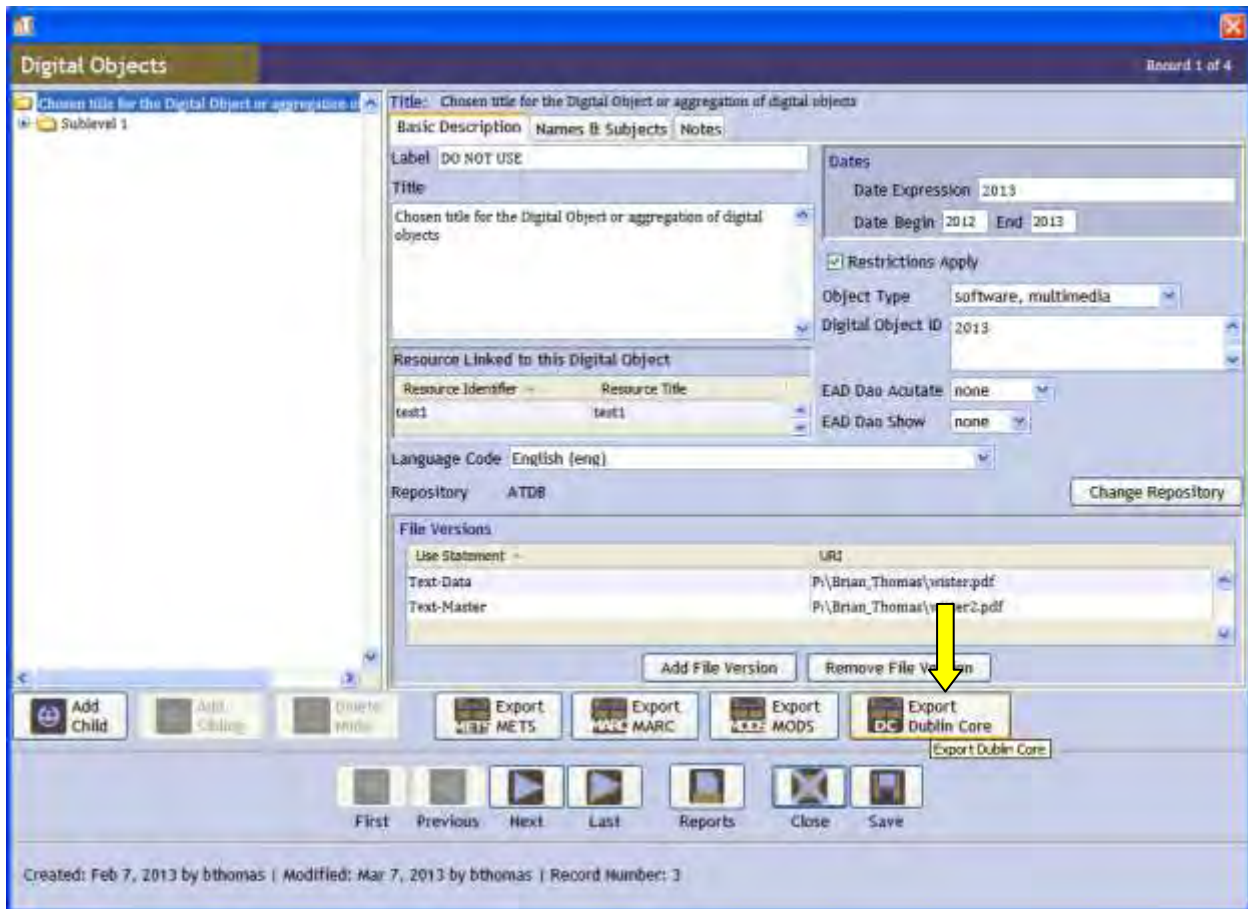 Digital Objects
Record 1 of 4
Chosen title for the Digital Object or aggregation of
Sublevel 1
Title: Chosen title for the Digital Object or aggregation of digital objects
Basic Description Names & Subjects Notes
Label DO NOT USE
Title
Chosen title for the Digital Object or aggregation of digital
objects
Dates
Date Expression 2013
Date Begin 2012 End 2013
Restrictions Apply
Object Type software, multimedia
Digital Object ID 2013
Resource Linked to this Digital Object
Resource Identifier Resource Title
test1 test1
EAD Dao Acutate none
EAD Dao Show none
Language Code English (eng)
Repository ATDB
Change Repository
File Versions
Use Statement URI
Text-Data P:\Brian_Thomas\wister.pdf
Text-Master P:\Brian_Thomas\
Add File Version Remove File
Add
Child
Add
Sibling
Delete
Export
METS
Export
MARC
Export
MODS
DC Export
Dublin Core
Export Dublin Core
First Previous Next Last Reports Close Save
Created: Feb 7, 2013 by bthomas | Modified: Mar 7, 2013 by bthomas | Record Number: 3